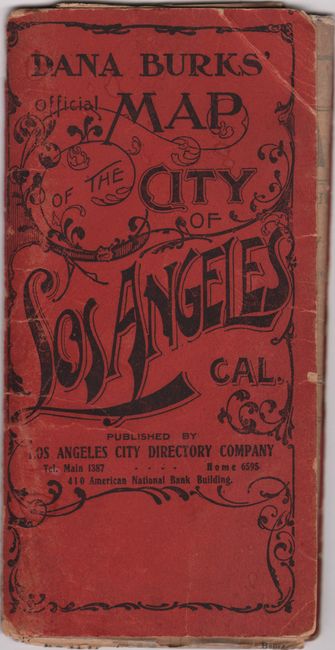 DANA BURKS'
Official MAP
OF THE CITY
OF
LOS ANGELES
CAL.
PUBLISHED BY
LOS ANGELES CITY DIRECTORY COMPANY
Tel. Main 1387 - - - - Home 6595
410 American National Bank Building.